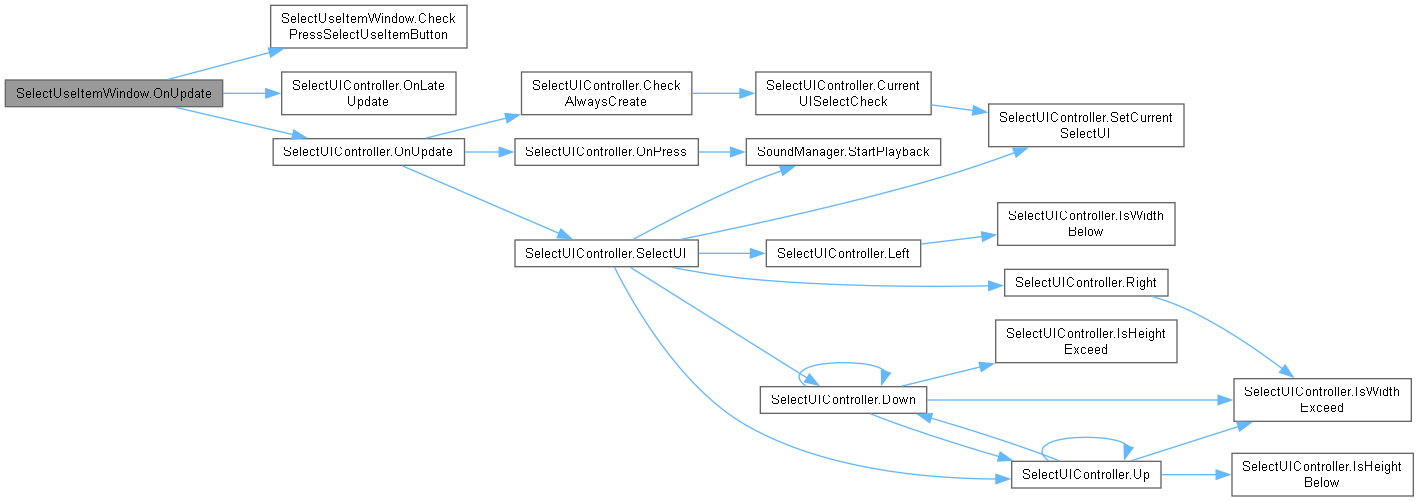 SelectUseItemWindow.Check
PressSelectUseItemButton
SelectUseItemWindow.OnUpdate
SelectUIController.OnLate
Update
SelectUIController.Check
AlwaysCreate
SelectUIController.Current
UISelectCheck
SelectUIController.SetCurrent
SelectUI
SelectUIController.OnUpdate
SelectUIController.OnPress
SoundManager.StartPlayback
SelectUIController.IsWidth
Below
SelectUIController.SelectUI
SelectUIController.Left
SelectUIController.Right
SelectUIController.IsHeight
Exceed
SelectUIController.Down
SelectUIController.IsWidth
Exceed
SelectUIController.Up
SelectUIController.IsHeight
Below